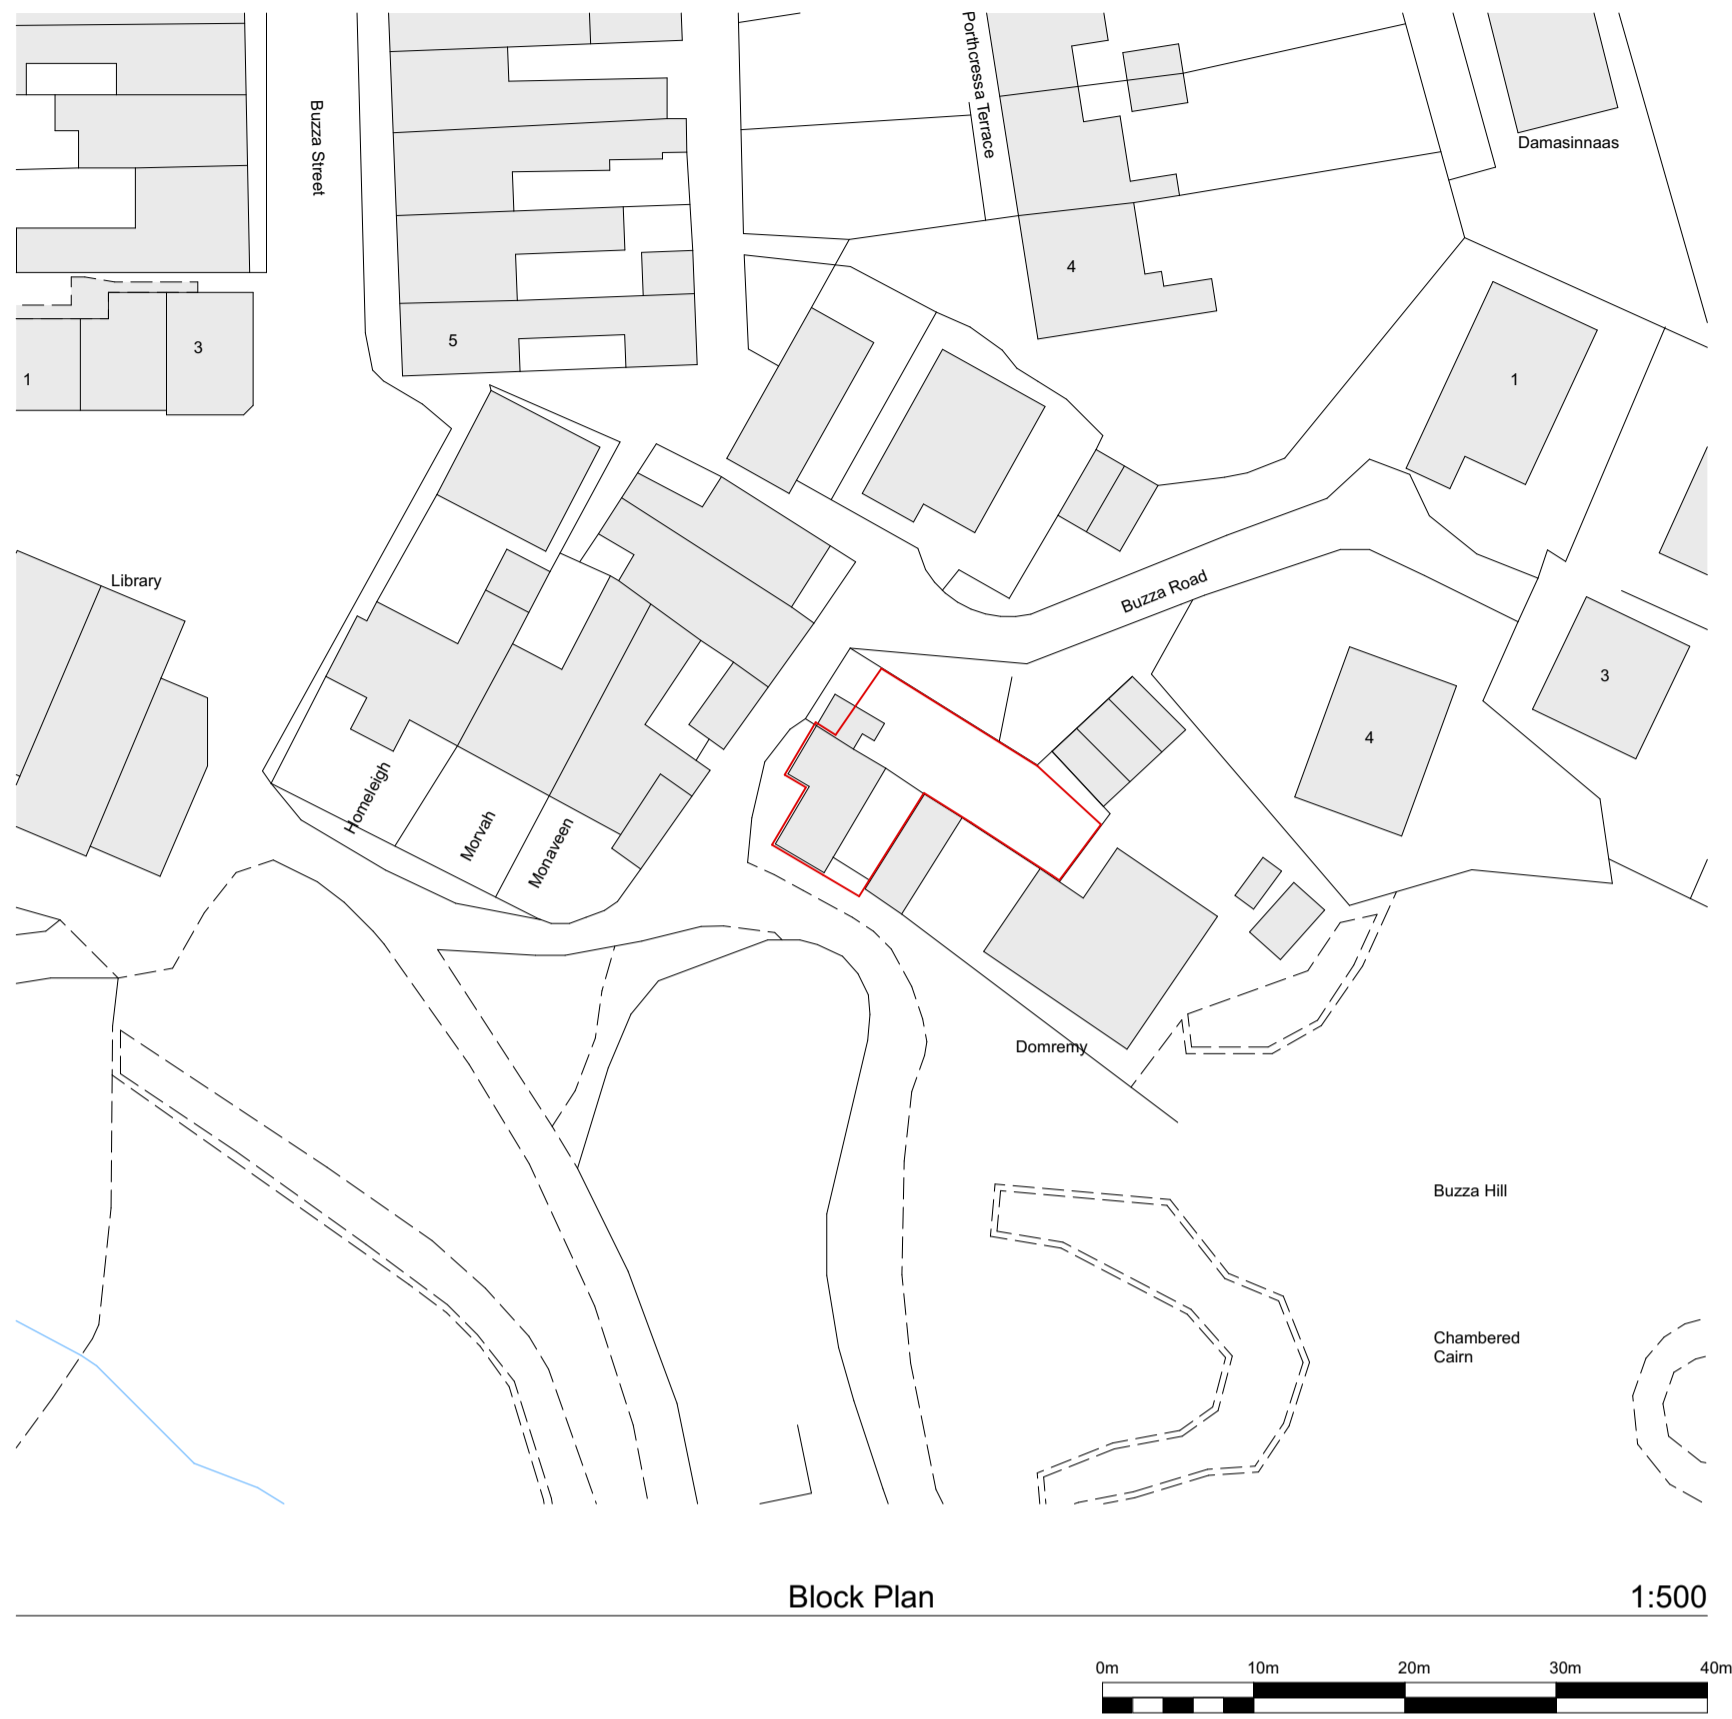 Buzza Street
Porthcressa Terrace
Damasinnaas
4
5
3
1
1
Library
Buzza Road
3
4
Homeleigh
Morvah
Monaveen
Domremy
Buzza Hill
Chambered
Cairn
Block Plan
1:500
0m 10m 20m 30m 40m